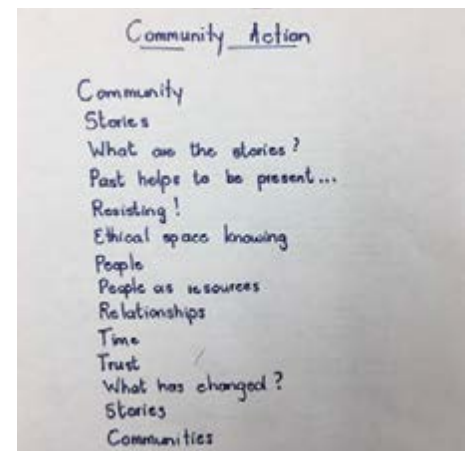 Community Action
Community
Stories
What are the stories?
Past helps to be present...
Resisting!
Ethical space knowing
People
People as resources
Relationships
Time
Trust
What has changed?
Stories
Communities